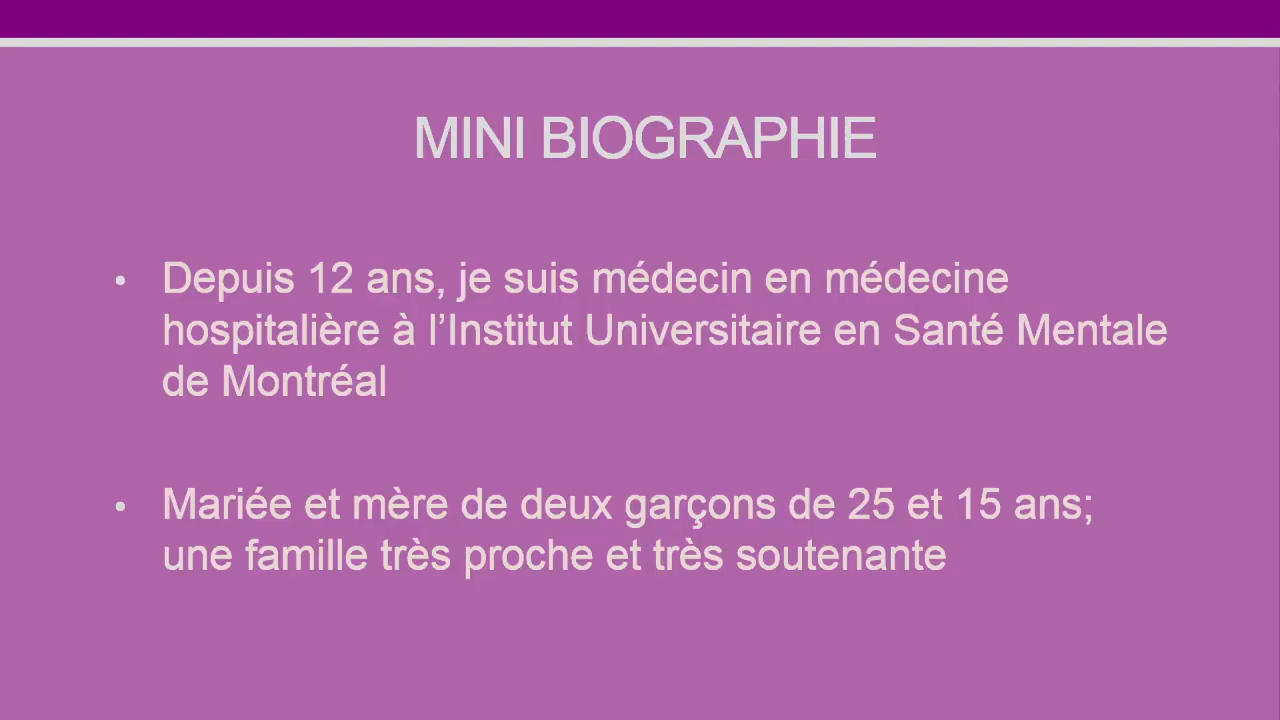 MINI BIOGRAPHIE
• Depuis 12 ans, je suis médecin en médecine
hospitalière à l’Institut Universitaire en Santé Mentale
de Montréal
• Mariée et mère de deux garçons de 25 et 15 ans;
une famille très proche et très soutenante